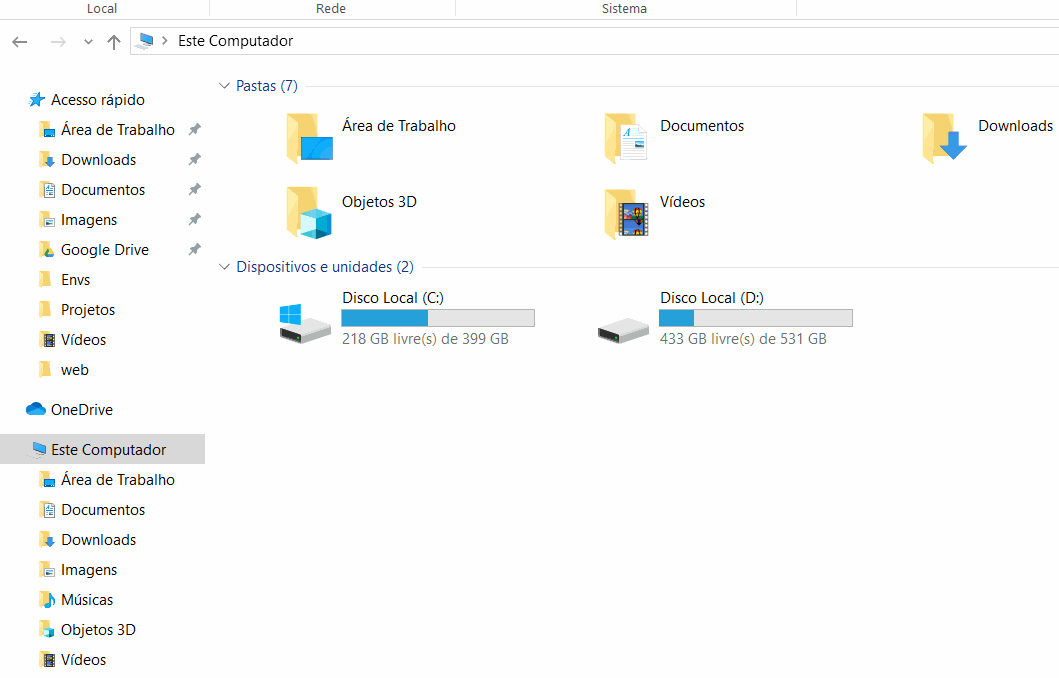 Local
Rede
Sistema
Este Computador
Acesso rápido
Área de Trabalho
Downloads
Documentos
Imagens
Google Drive
Envs
Projetos
Vídeos
web
OneDrive
Este Computador
Área de Trabalho
Documentos
Downloads
Imagens
Músicas
Objetos 3D
Vídeos
Pastas (7)
Área de Trabalho
Documentos
Downloads
Objetos 3D
Vídeos
Dispositivos e unidades (2)
Disco Local (C:)
218 GB livre(s) de 399 GB
Disco Local (D:)
433 GB livre(s) de 531 GB